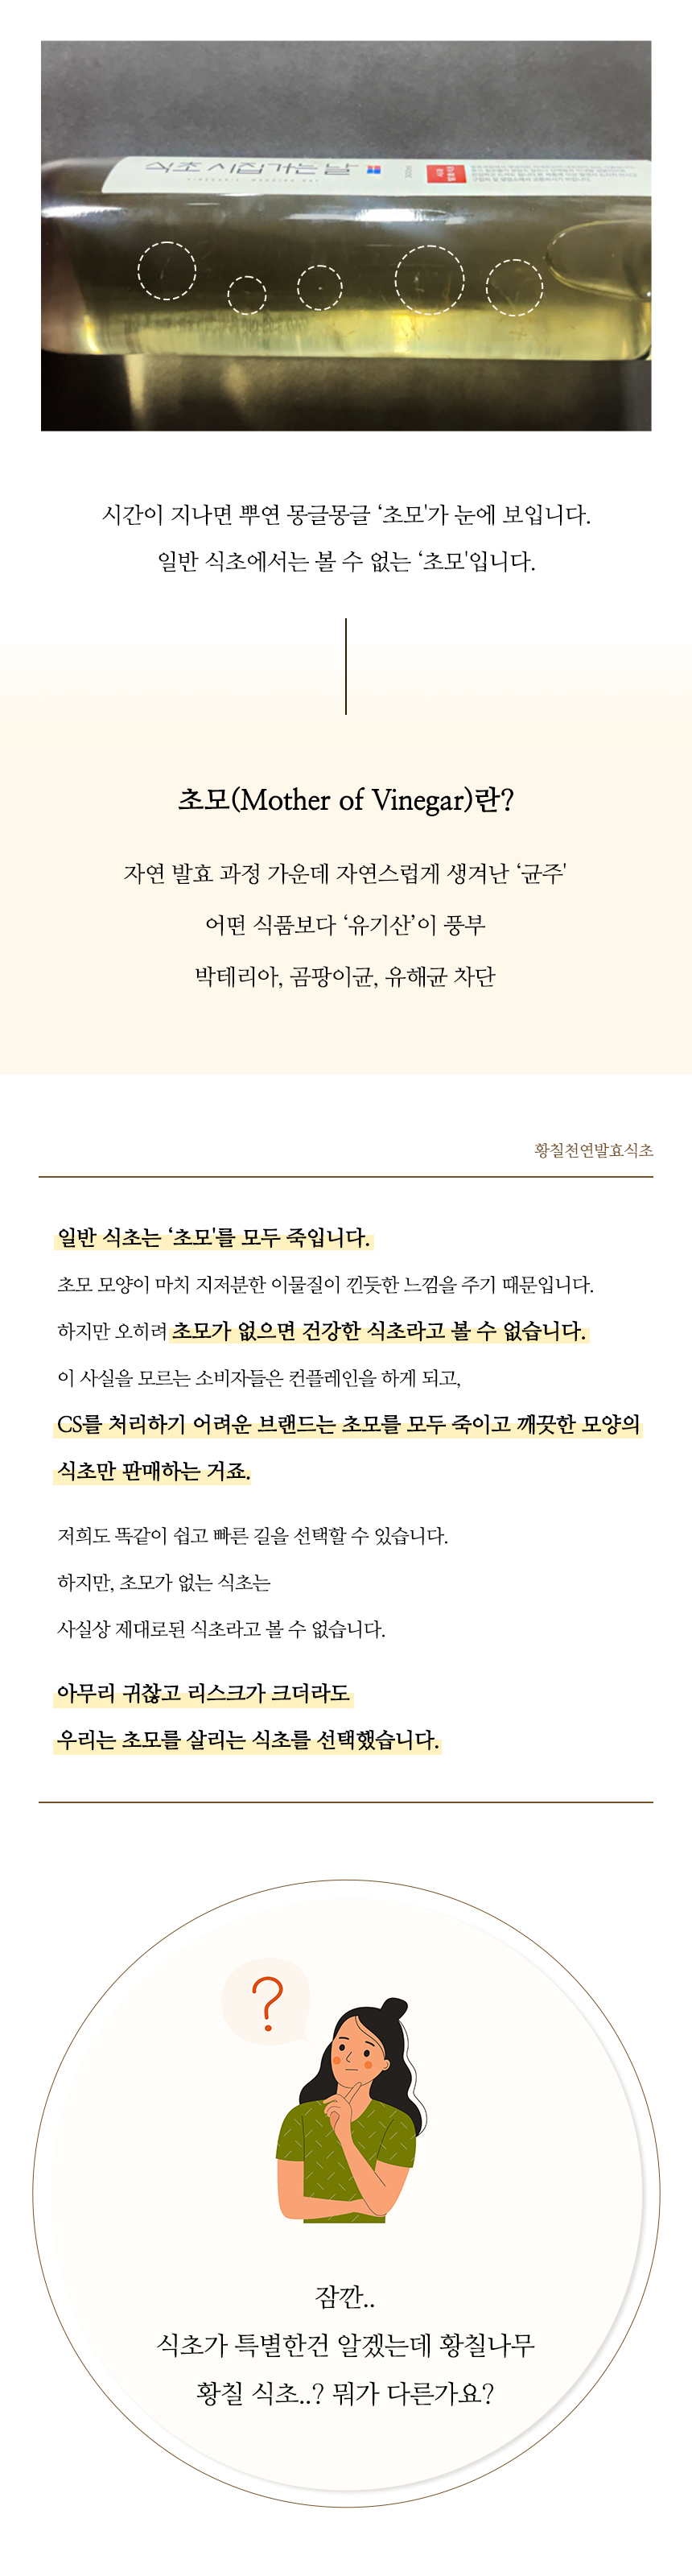 식초 시집가는 날
시간이 지나면 뿌연 몽글몽글 ‘초모'가 눈에 보입니다.
일반 식초에서는 볼 수 없는 ‘초모'입니다.
초모(Mother of Vinegar)란?
자연 발효 과정 가운데 자연스럽게 생겨난 ‘균주'
어떤 식품보다 ‘유기산’이 풍부
박테리아, 곰팡이균, 유해균 차단
황칠천연발효식초
일반 식초는 ‘초모'를 모두 죽입니다.
초모 모양이 마치 지저분한 이물질이 낀듯한 느낌을 주기 때문입니다.
하지만 오히려 초모가 없으면 건강한 식초라고 볼 수 없습니다.
이 사실을 모르는 소비자들은 컨플레인을 하게 되고,
CS를 처리하기 어려운 브랜드는 초모를 모두 죽이고 깨끗한 모양의
식초만 판매하는 거죠.
저희도 똑같이 쉽고 빠른 길을 선택할 수 있습니다.
하지만, 초모가 없는 식초는
사실상 제대로된 식초라고 볼 수 없습니다.
아무리 귀찮고 리스크가 크더라도
우리는 초모를 살리는 식초를 선택했습니다.
?
잠깐..
식초가 특별한건 알겠는데 황칠나무
황칠 식초..? 뭐가 다른가요?